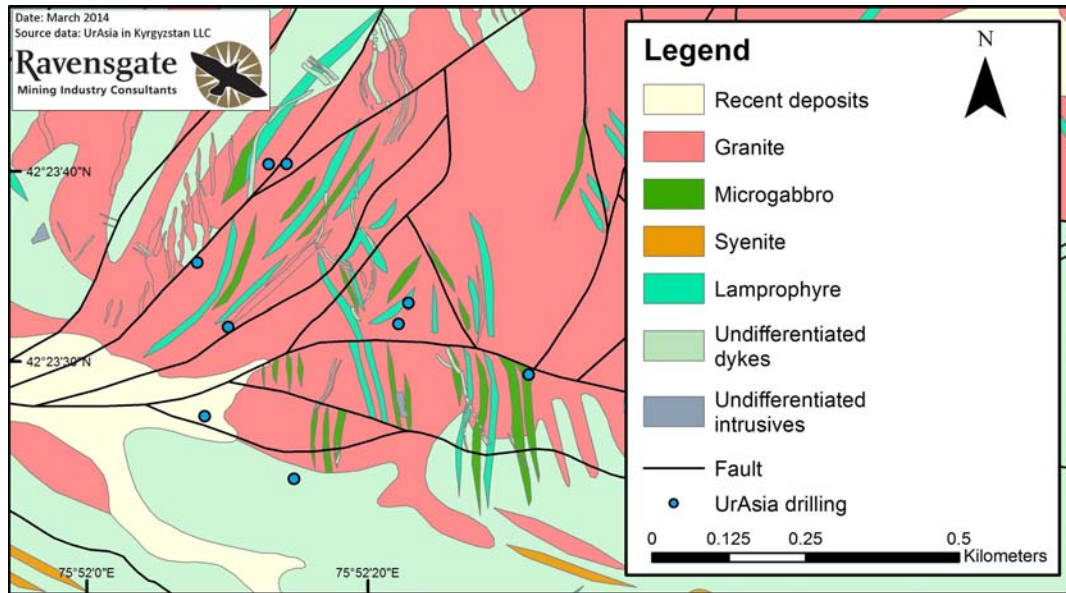 Date: March 2014
Source data: UrAsia in Kyrgyzstan LLC
Ravensgate
Mining Industry Consultants
42°23'40"N
42°23'30"N
75°52'0"E
75°52'20"E
Legend
N
Recent deposits
Granite
Microgabbro
Syenite
Lamprophyre
Undifferentiated
dykes
Undifferentiated
intrusives
Fault
UrAsia drilling
0 0.125 0.25 0.5
Kilometers